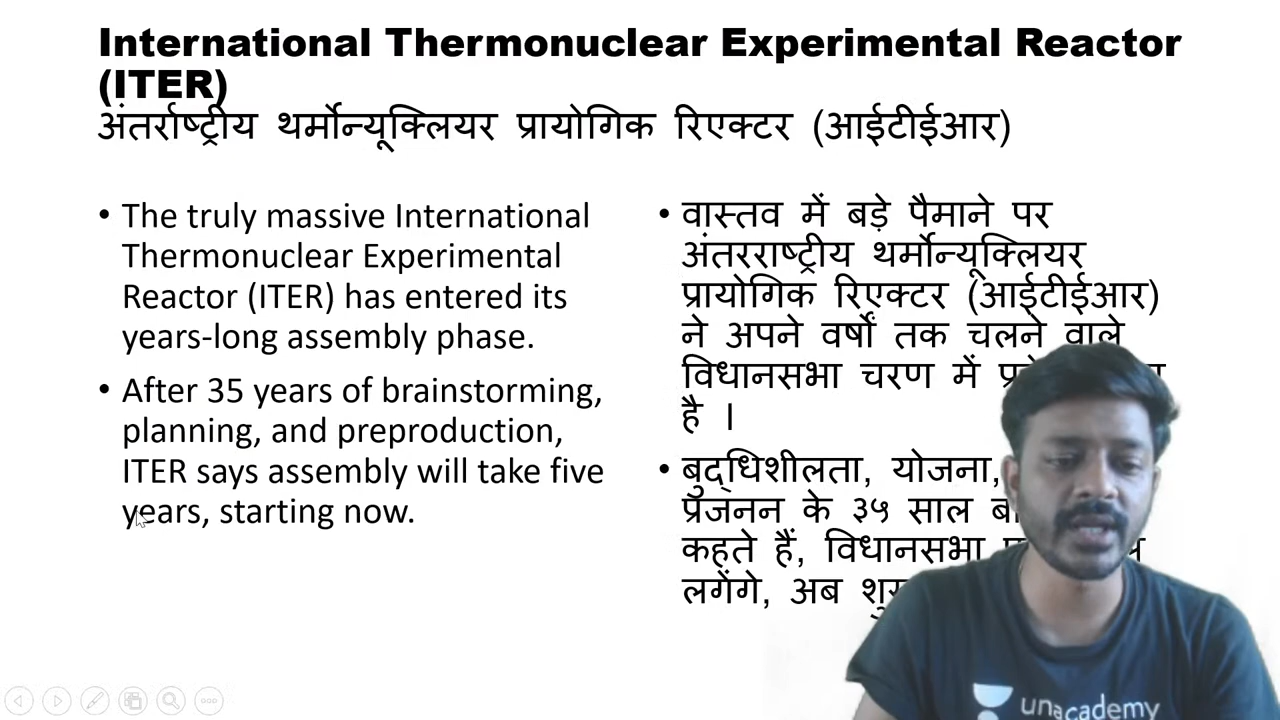 International Thermonuclear Experimental Reactor
(ITER)
अंतर्राष्ट्रीय थर्मोन्यूक्लियर प्रायोगिक रिएक्टर (आईटीईआर)
• The truly massive International
Thermonuclear Experimental
Reactor (ITER) has entered its
years-long assembly phase.
• After 35 years of brainstorming,
planning, and preproduction,
ITER says assembly will take five
years, starting now.
• वास्तव में बड़े पैमाने पर
अंतरराष्ट्रीय थर्मोन्यूक्लियर
प्रायोगिक रिएक्टर (आईटीईआर)
ने अपने वर्षों तक चलने वाले
विधानसभा चरण में
है ।
• बुद्धिशीलता, योजना,
प्रजनन के ३५ साल
कहते हैं, विधानसभा
लगेंगे, अब
unacademy